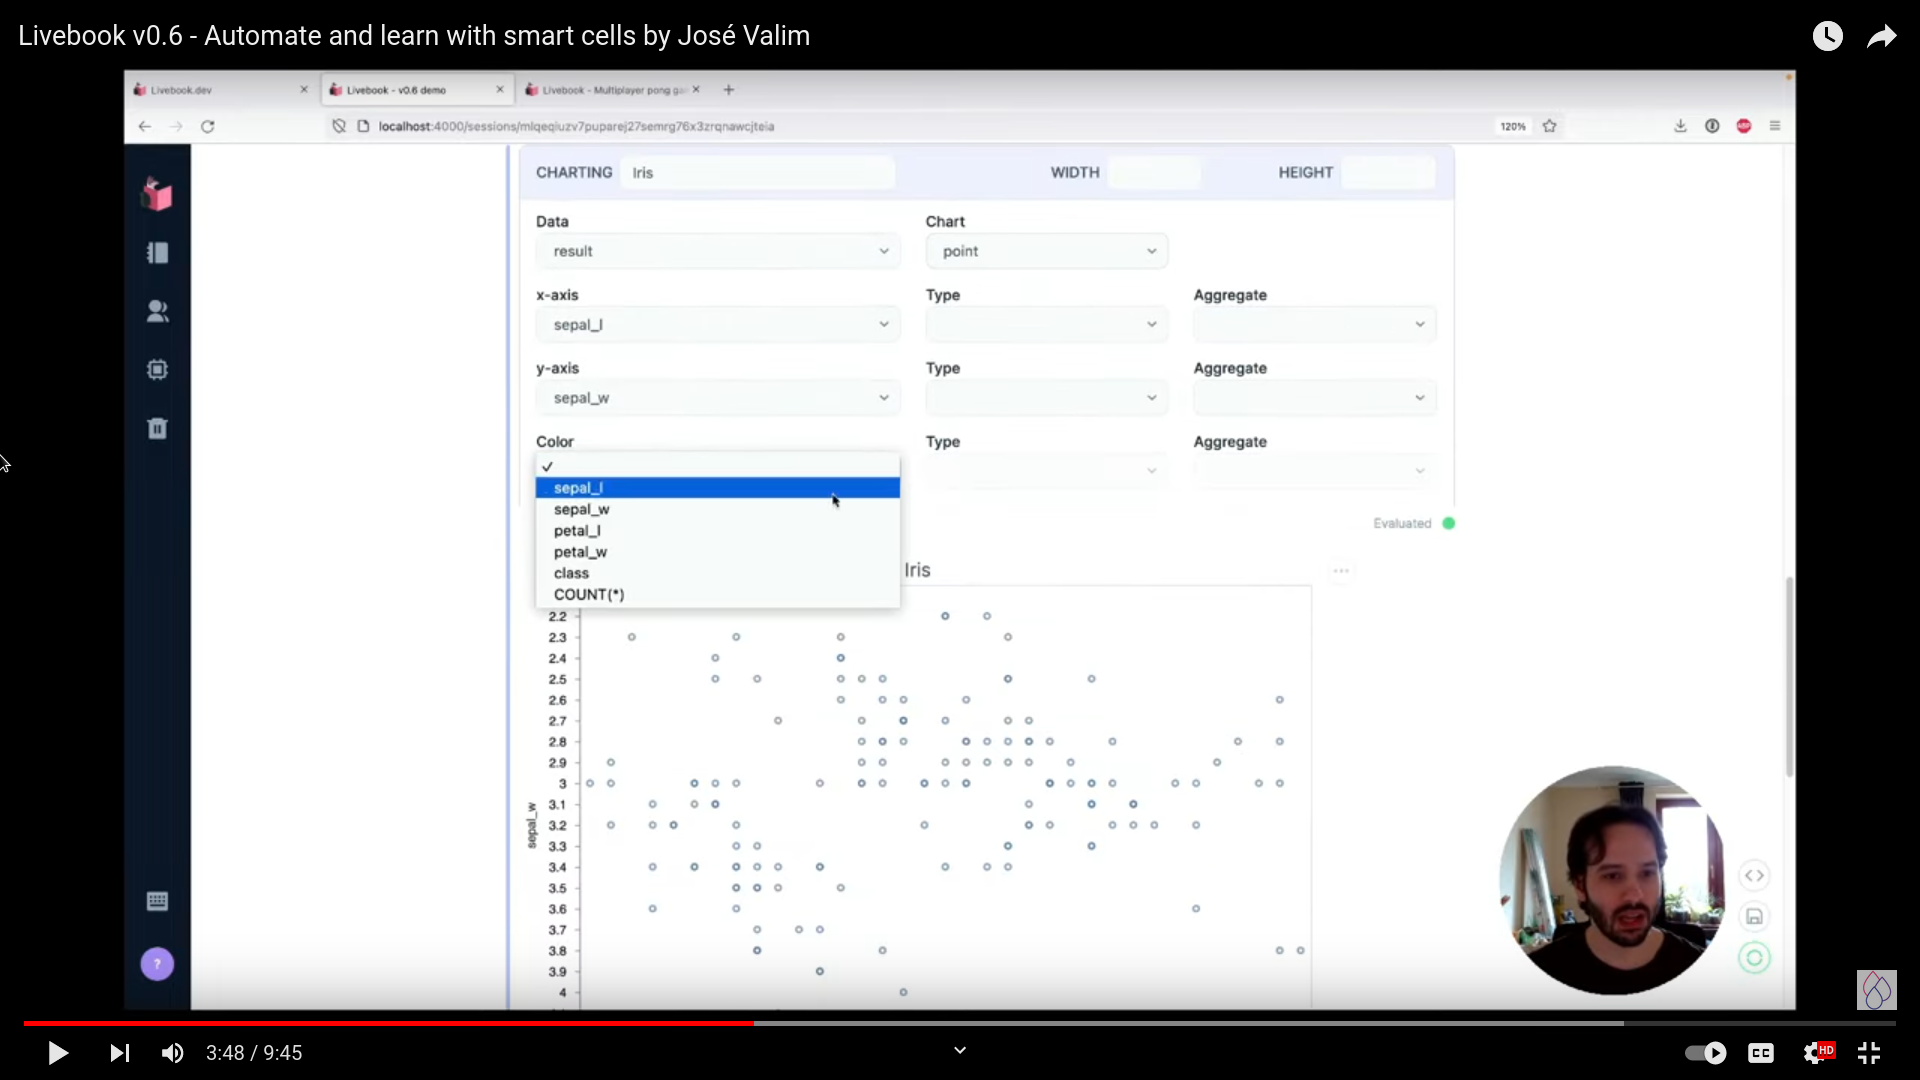 Livebook v0.6 - Automate and learn with smart cells by José Valim
Livebook.dev
Livebook - v0.6 demo
Livebook - Multiplayer pong ga
localhost:4000/sessions/mlqeqiuzv7puparej27semrg76x3zrqnawcjteia
120%
CHARTING Iris WIDTH HEIGHT
Data Chart
result point
x-axis Type Aggregate
sepal_l
y-axis Type Aggregate
sepal_w
Color Type Aggregate
✓
sepal_l
sepal_w
petal_l
petal_w
class
COUNT(*)
Evaluated
Iris
2.2
2.3
2.4
2.5
2.6
2.7
2.8
2.9
3
3.1
3.2
3.3
3.4
3.5
3.6
3.7
3.8
3.9
4
sepal_w
?
3:48 / 9:45
CC
HD